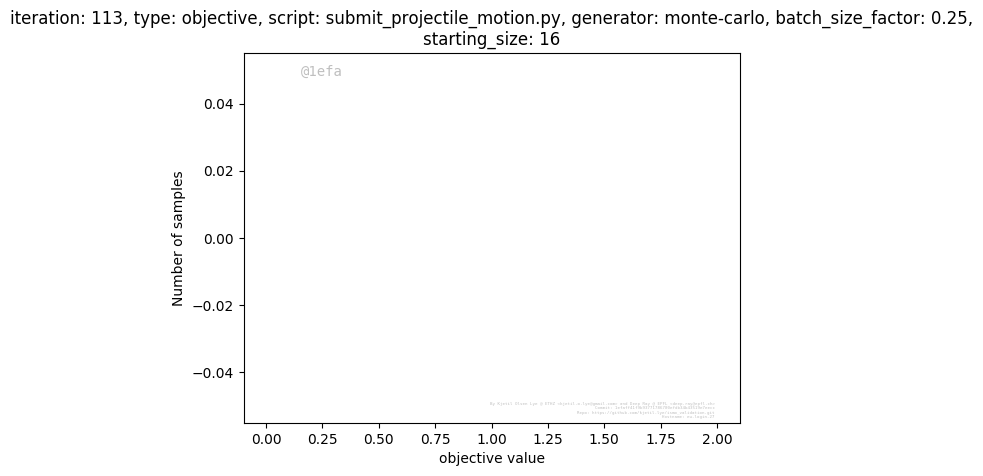 iteration: 113, type: objective, script: submit_projectile_motion.py, generator: monte-carlo, batch_size_factor: 0.25,
starting_size: 16
@1efa
0.04
0.02
0.00
−0.02
−0.04
Number of samples
0.00 0.25 0.50 0.75 1.00 1.25 1.50 1.75 2.00
objective value